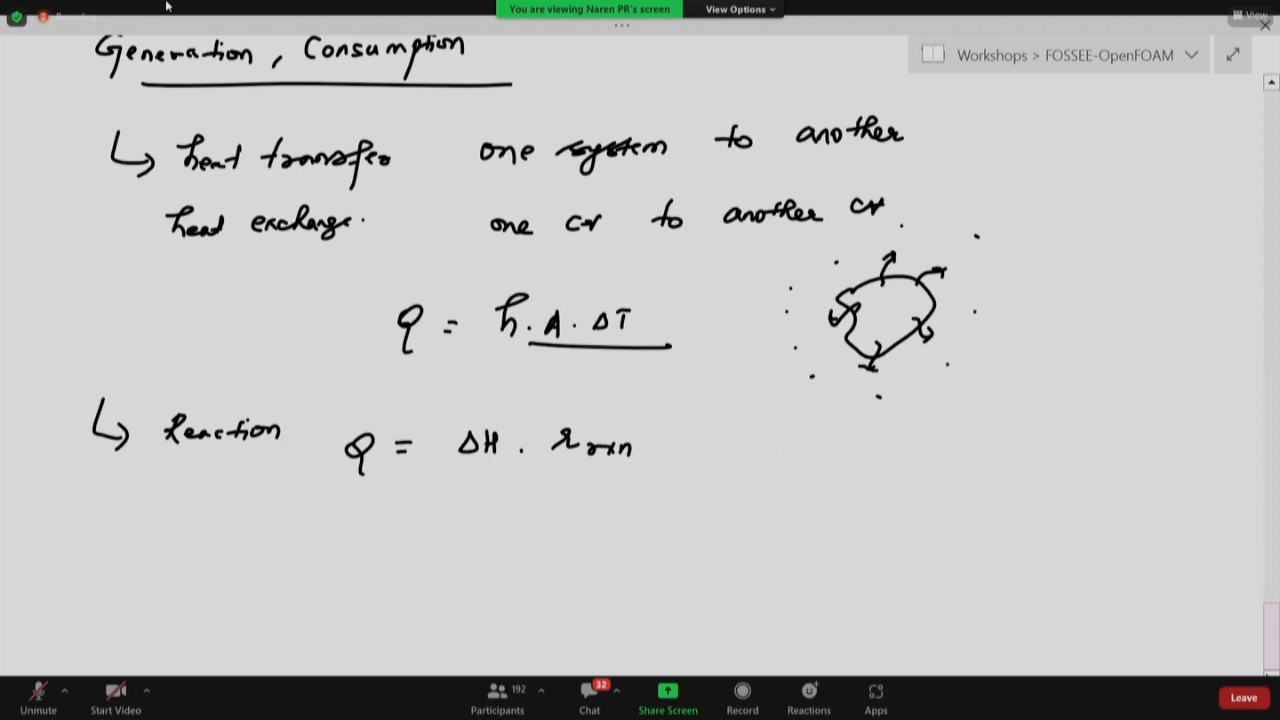 You are viewing Naren PR's screen
View Options
Recording
View
Workshops > FOSSEE-OpenFOAM
Generation, Consumption
heat transfer one system to another
heat exchange. one cv to another cv.
q = h. A. ΔT
Reaction Q = ΔH. r rxn
Unmute
Start Video
192
Participants
32
Chat
Share Screen
Record
Reactions
Apps
Leave